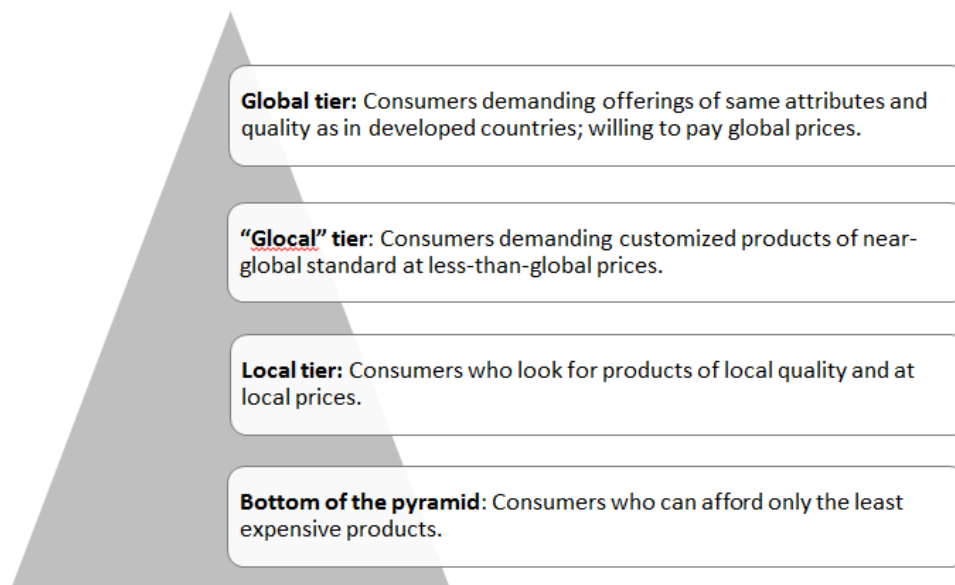 Global tier: Consumers demanding offerings of same attributes and
quality as in developed countries; willing to pay global prices.
“Glocal” tier: Consumers demanding customized products of near-
global standard at less-than-global prices.
Local tier: Consumers who look for products of local quality and at
local prices.
Bottom of the pyramid: Consumers who can afford only the least
expensive products.